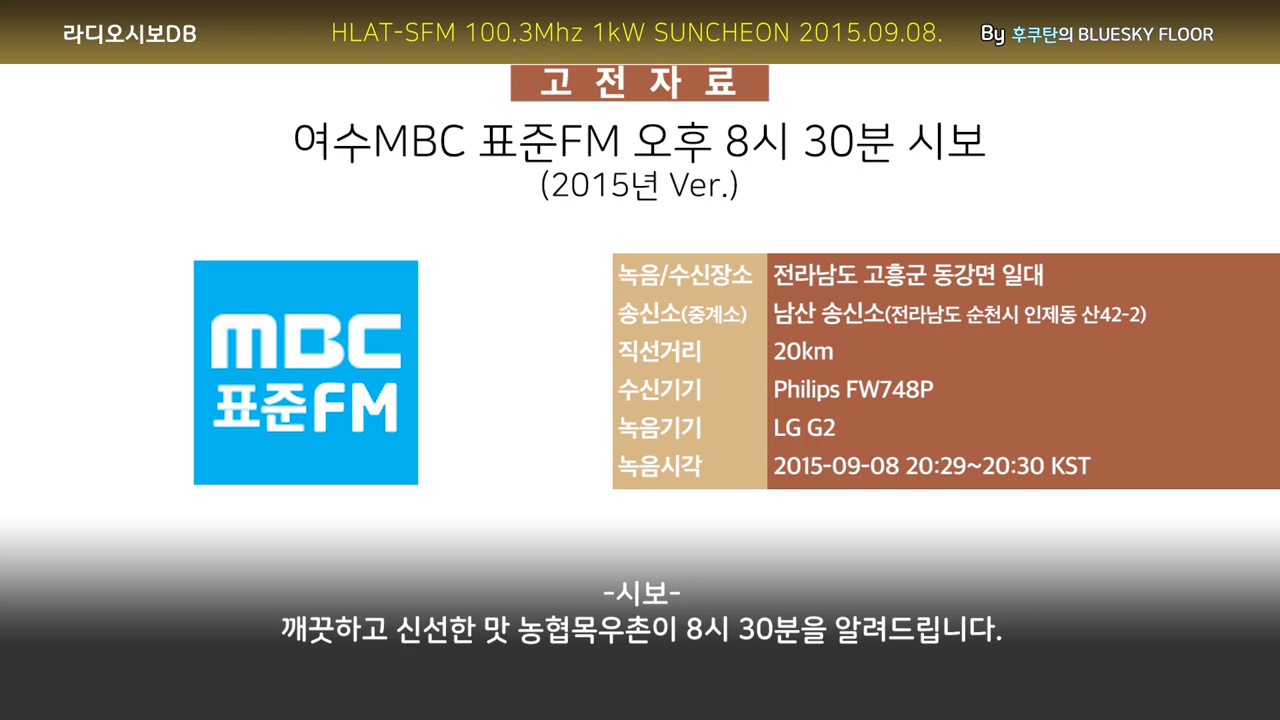 라디오시보DB
HLAT-SFM 100.3Mhz 1kW SUNCHEON 2015.09.08.
By 후쿠탄의 BLUESKY FLOOR
고전자료
여수MBC 표준FM 오후 8시 30분 시보
(2015년 Ver.)
MBC
표준FM
녹음/수신장소 전라남도 고흥군 동강면 일대
송신소(중계소) 남산 송신소(전라남도 순천시 인제동 산42-2)
직선거리 20km
수신기기 Philips FW748P
녹음기기 LG G2
녹음시각 2015-09-08 20:29~20:30 KST
-시보-
깨끗하고 신선한 맛 농협목우촌이 8시 30분을 알려드립니다.